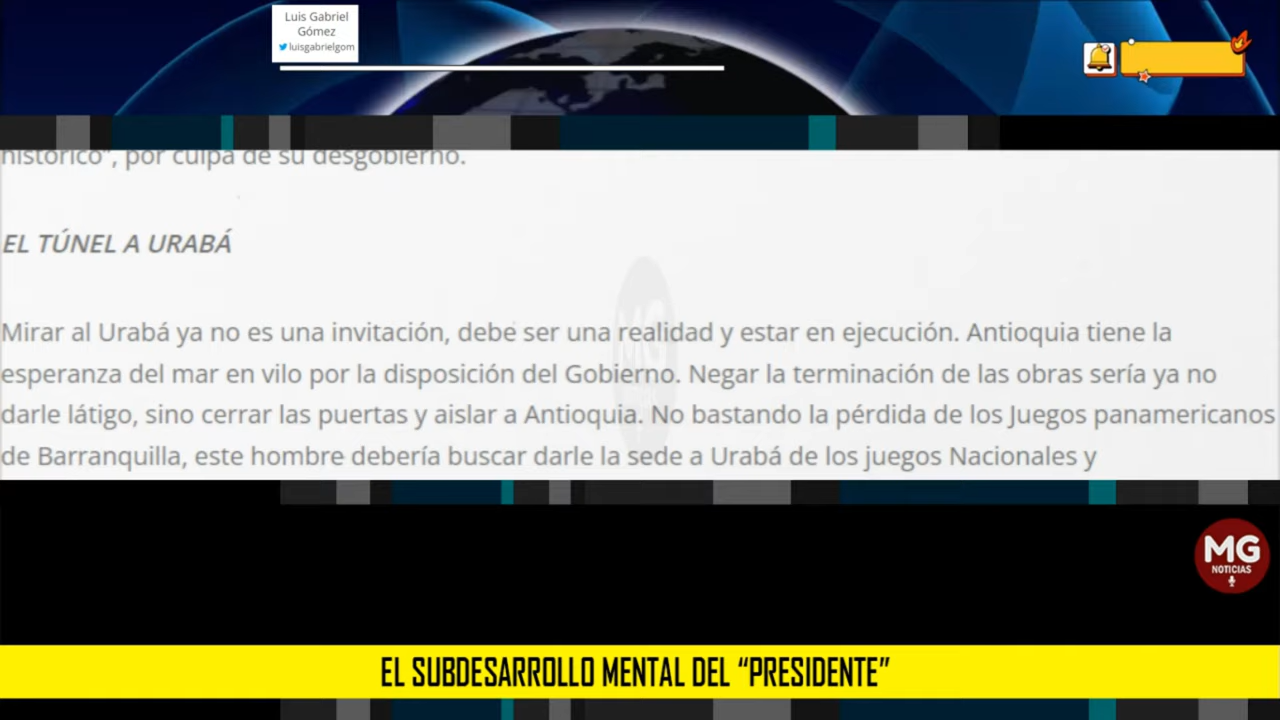 Luis Gabriel
Gómez
luisgabrielgom
histórico”, por culpa de su desgobierno.
EL TÚNEL A URABÁ
Mirar al Urabá ya no es una invitación, debe ser una realidad y estar en ejecución. Antioquia tiene la
esperanza del mar en vilo por la disposición del Gobierno. Negar la terminación de las obras sería ya no
darle látigo, sino cerrar las puertas y aislar a Antioquia. No bastando la pérdida de los Juegos panamericanos
de Barranquilla, este hombre debería buscar darle la sede a Urabá de los juegos Nacionales y
MG
NOTICIAS
EL SUBDESARROLLO MENTAL DEL “PRESIDENTE”